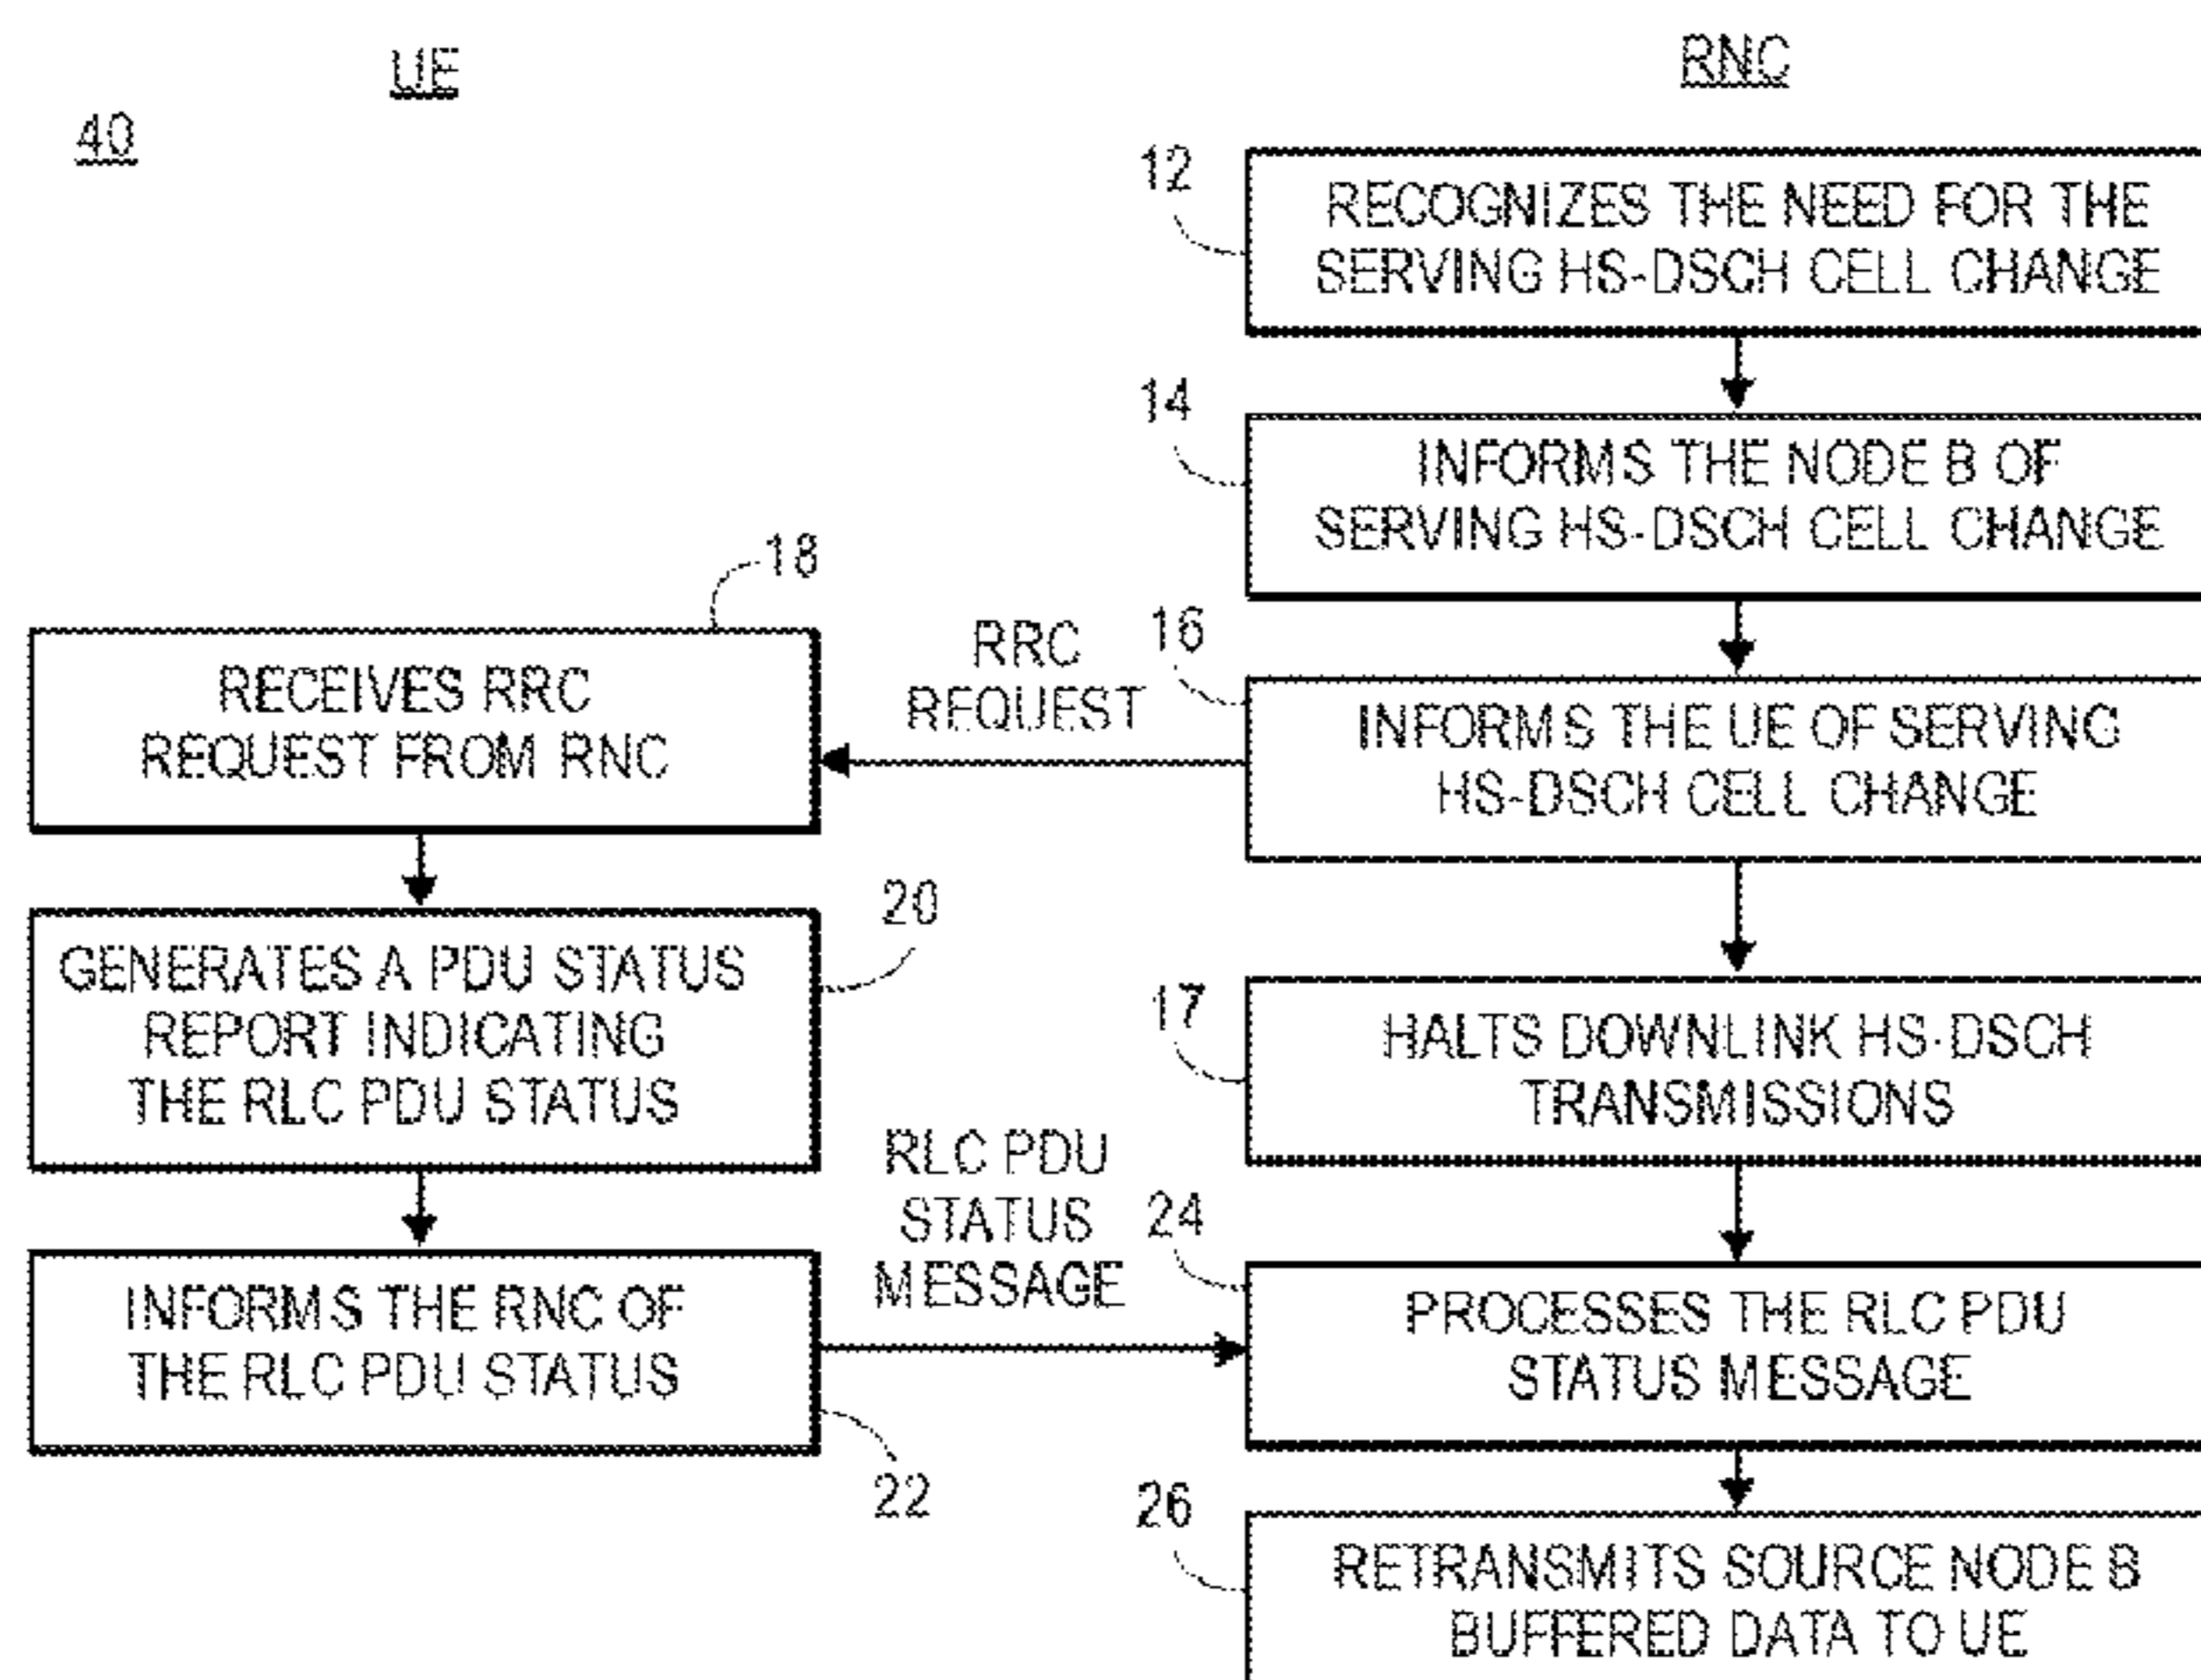 UE
RNC
40
12
RECOGNIZES THE NEED FOR THE
SERVING HS-DSCH CELL CHANGE
14
INFORMS THE NODE B OF
SERVING HS-DSCH CELL CHANGE
18
RECEIVES RRC
REQUEST FROM RNC
RRC
REQUEST
16
INFORMS THE UE OF SERVING
HS-DSCH CELL CHANGE
20
GENERATES A PDU STATUS
REPORT INDICATING
THE RLC PDU STATUS
17
HALTS DOWNLINK HS-DSCH
TRANSMISSIONS
INFORMS THE RNC OF
THE RLC PDU STATUS
22
RLC PDU
STATUS
MESSAGE
24
PROCESSES THE RLC PDU
STATUS MESSAGE
26
RETRANSMITS SOURCE NODE B
BUFFERED DATA TO UE